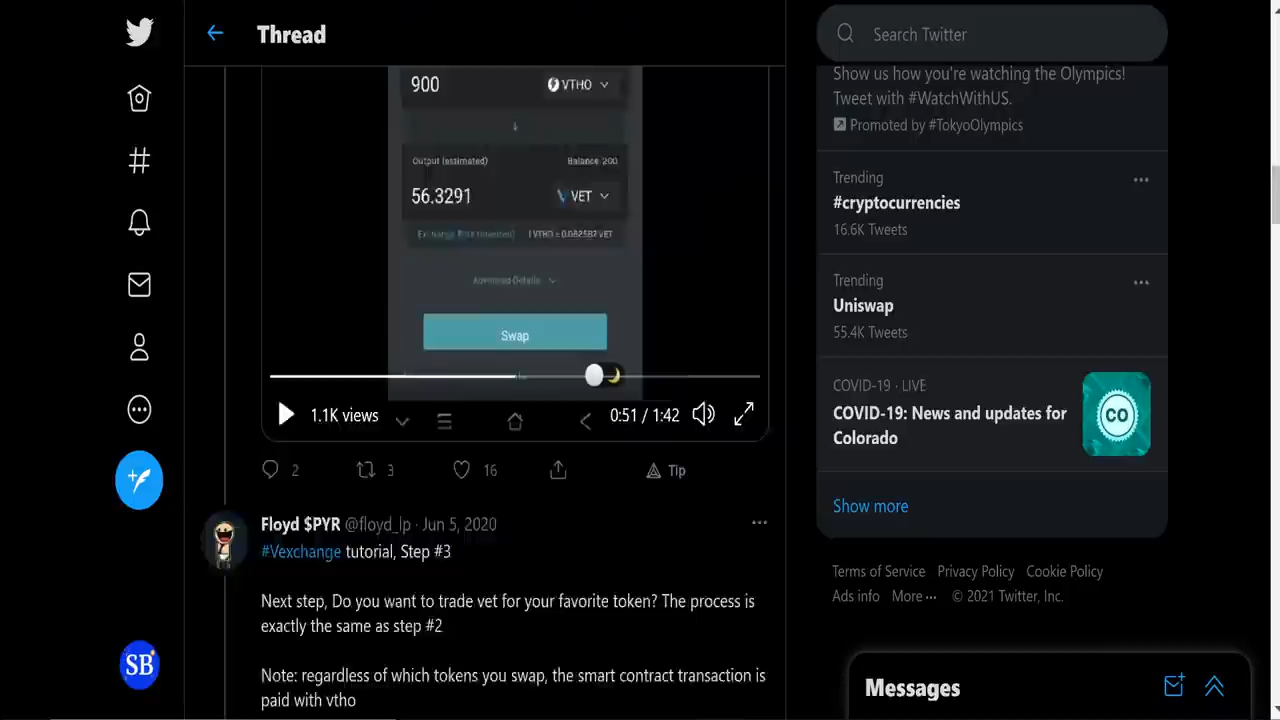 Thread
900
VTHO
Output (estimated)
Balance: 200
56.3291
VET
Advanced Details
Swap
1.1K views
0:51 / 1:42
2
3
16
Tip
Floyd $PYR @floyd_lp · Jun 5, 2020
#Vexchange tutorial, Step #3
Next step, Do you want to trade vet for your favorite token? The process is
exactly the same as step #2
Note: regardless of which tokens you swap, the smart contract transaction is
paid with vtho
SB
Search Twitter
Show us how you're watching the Olympics!
Tweet with #WatchWithUS.
Promoted by #TokyoOlympics
Trending
#cryptocurrencies
16.6K Tweets
Trending
Uniswap
55.4K Tweets
COVID-19 · LIVE
COVID-19: News and updates for
Colorado
CO
Show more
Terms of Service Privacy Policy Cookie Policy
Ads info More ··· © 2021 Twitter, Inc.
Messages